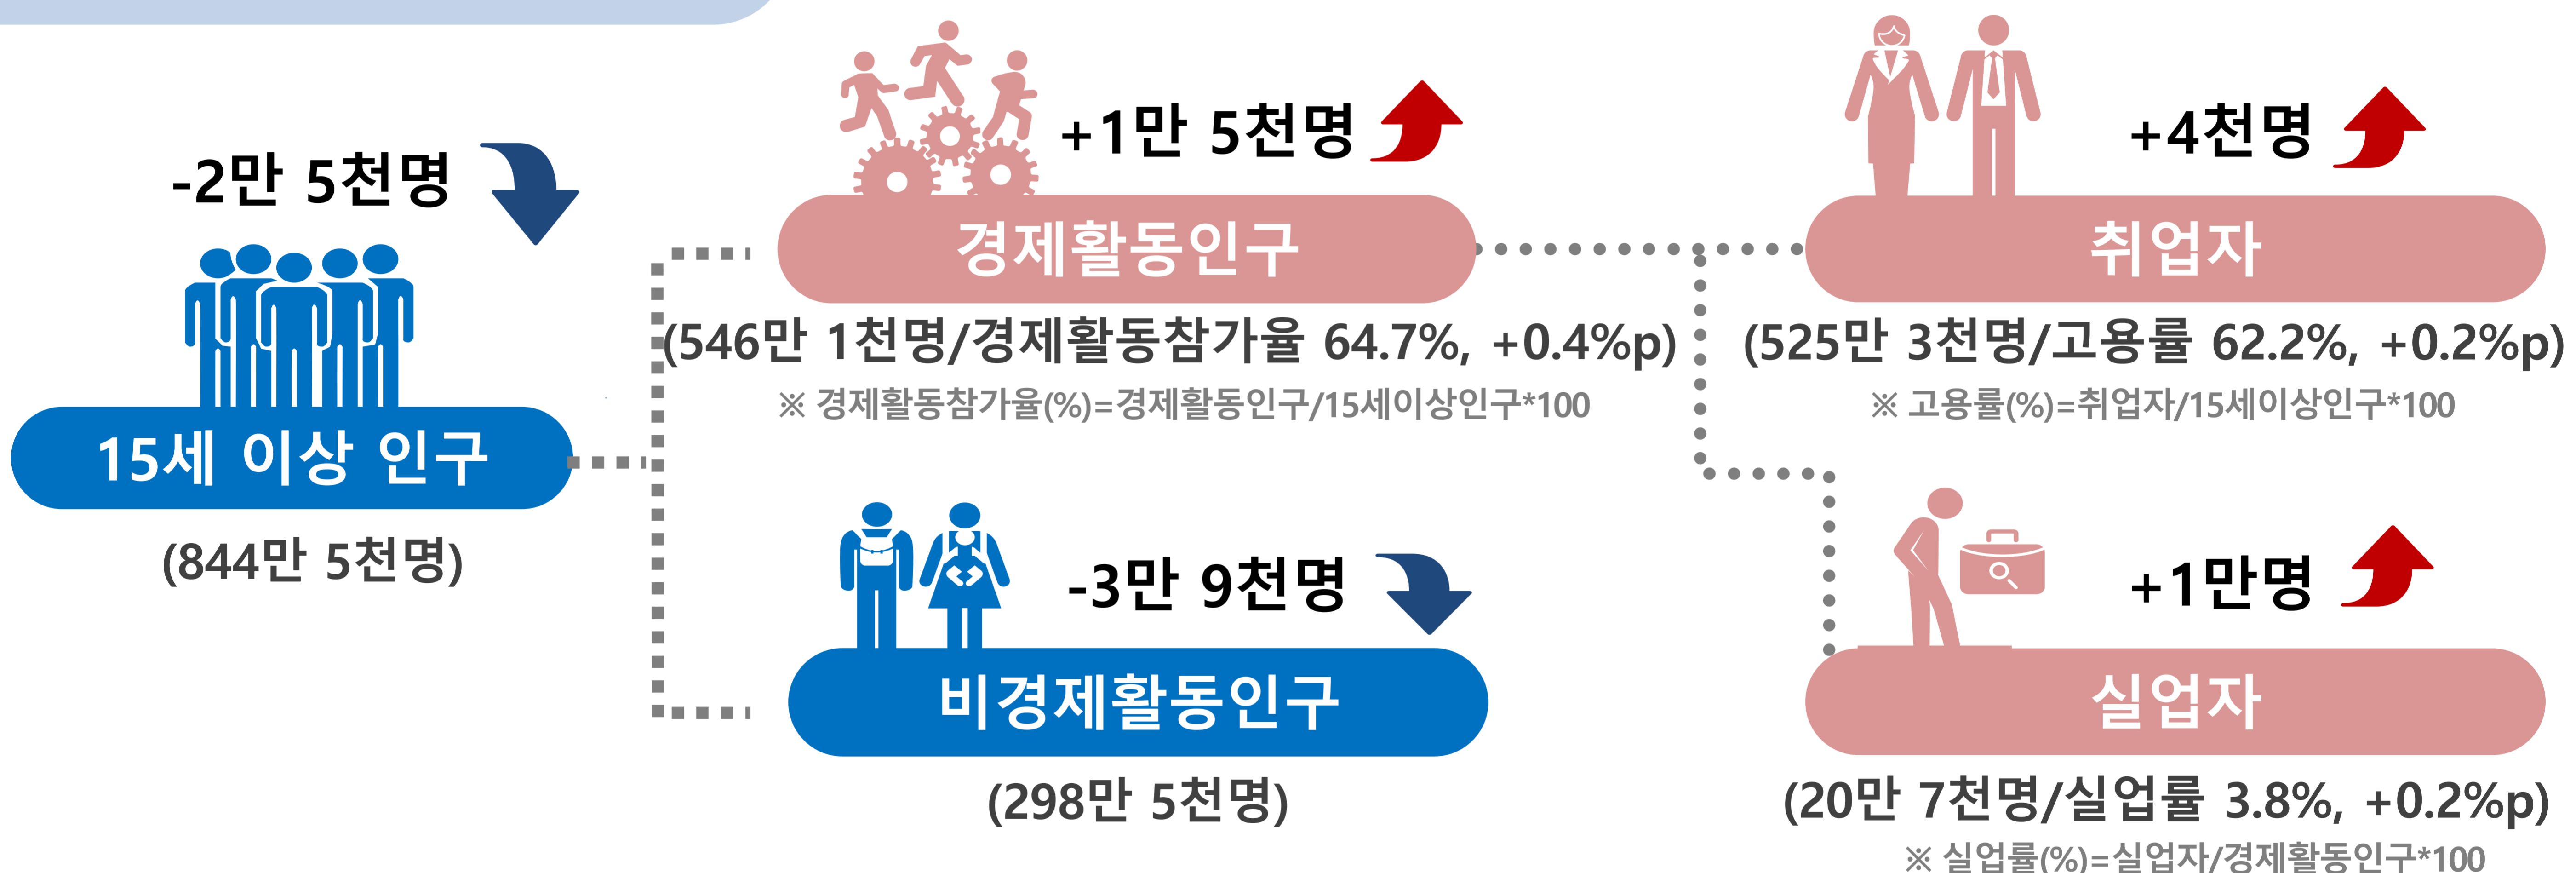 -2만 5천명
15세 이상 인구
(844만 5천명)
+1만 5천명
경제활동인구
(546만 1천명/경제활동참가율 64.7%, +0.4%p)
※ 경제활동참가율(%)=경제활동인구/15세이상인구*100
-3만 9천명
비경제활동인구
(298만 5천명)
+4천명
취업자
(525만 3천명/고용률 62.2%, +0.2%p)
※ 고용률(%)=취업자/15세이상인구*100
+1만명
실업자
(20만 7천명/실업률 3.8%, +0.2%p)
※ 실업률(%)=실업자/경제활동인구*100